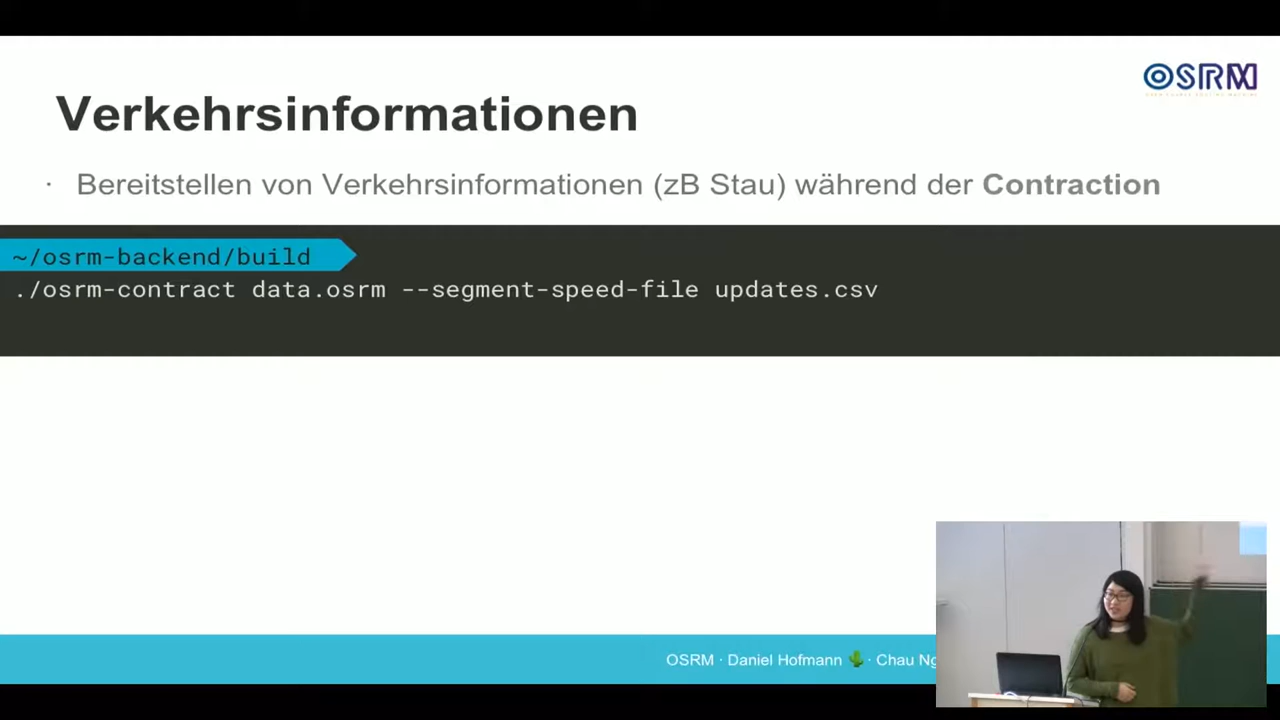 OSRM
Verkehrsinformationen
· Bereitstellen von Verkehrsinformationen (zB Stau) während der Contraction
~/osrm-backend/build
./osrm-contract data.osrm --segment-speed-file updates.csv
OSRM · Daniel Hofmann 🌵 · Chau